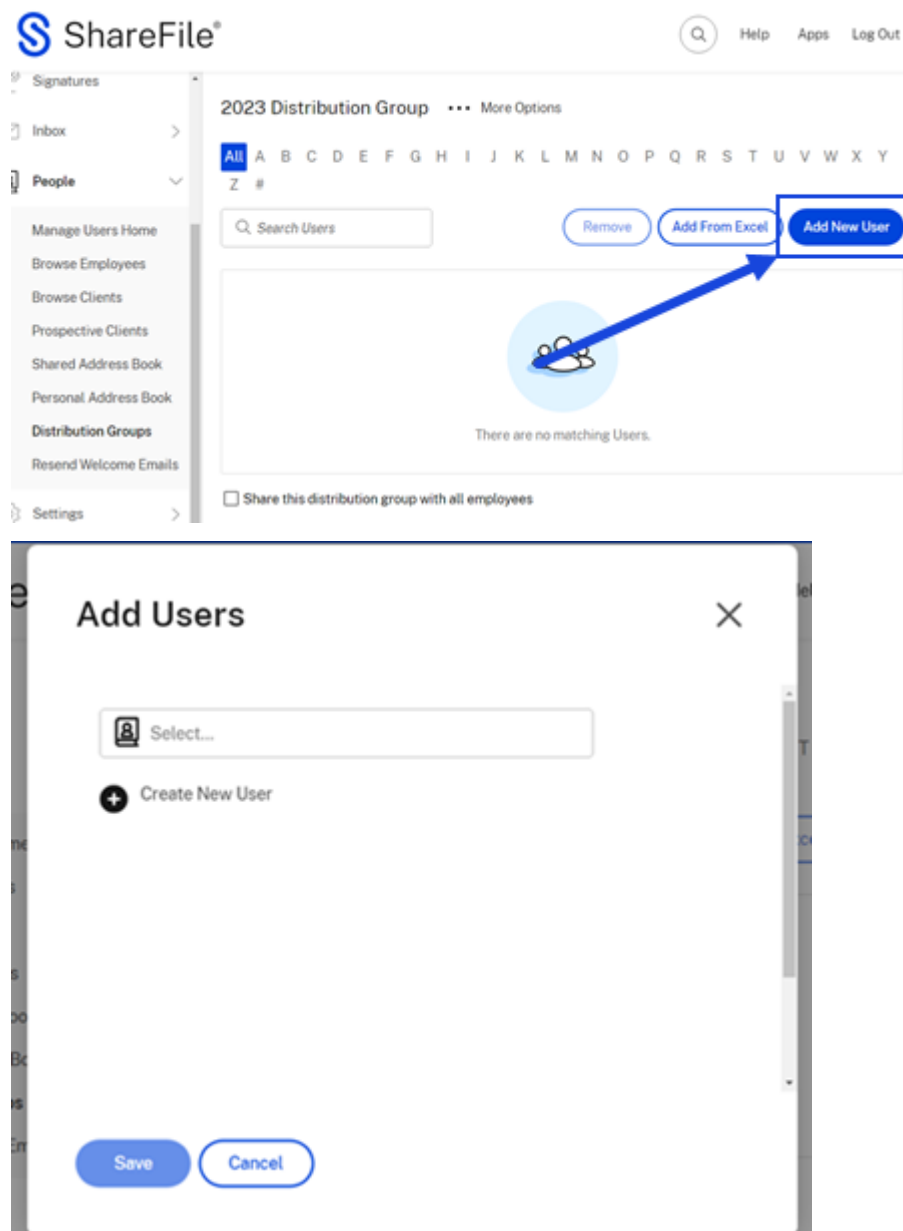 ShareFile®
Help Apps Log Out
Signatures
Inbox
People
Manage Users Home
Browse Employees
Browse Clients
Prospective Clients
Shared Address Book
Personal Address Book
Distribution Groups
Resend Welcome Emails
Settings
2023 Distribution Group ••• More Options
All A B C D E F G H I J K L M N O P Q R S T U V W X Y
Z #
Search Users
Remove Add From Excel Add New User
There are no matching Users.
Share this distribution group with all employees
Add Users
Select...
Create New User
Save Cancel